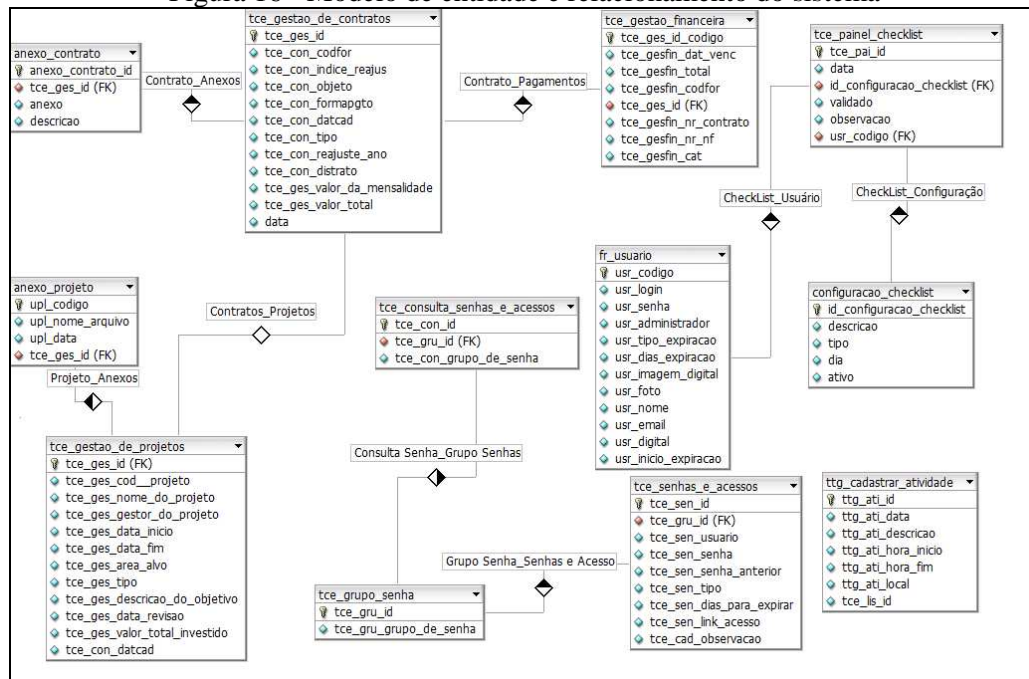 Figura 16 - Modelo de entidade e relacionamento do sistema
anexo_contrato
anexo_contrato_id
tce_ges_id (FK)
anexo
descricao
Contrato_Anexos
tce_gestao_de_contratos
tce_ges_id
tce_con_codfor
tce_con_indice_reajus
tce_con_objeto
tce_con_formapgto
tce_con_datcad
tce_con_tipo
tce_con_reajuste_ano
tce_con_distrato
tce_ges_valor_da_mensalidade
tce_ges_valor_total
data
Contrato_Pagamentos
tce_gestao_financeira
tce_ges_id_codigo
tce_gesfin_dat_venc
tce_gesfin_total
tce_gesfin_codfor
tce_ges_id (FK)
tce_gesfin_nr_contrato
tce_gesfin_nr_nf
tce_gesfin_cat
tce_painel_checklist
tce_pai_id
data
id_configuracao_checklist (FK)
validado
observacao
usr_codigo (FK)
CheckList_Usuário
CheckList_Configuração
anexo_projeto
upl_codigo
upl_nome_arquivo
upl_data
tce_ges_id (FK)
Projeto_Anexos
Contratos_Projetos
tce_consulta_senhas_e_acessos
tce_con_id
tce_gru_id (FK)
tce_con_grupo_de_senha
fr_usuario
usr_codigo
usr_login
usr_senha
usr_administrador
usr_tipo_expiracao
usr_dias_expiracao
usr_imagem_digital
usr_foto
usr_nome
usr_email
usr_digital
usr_inicio_expiracao
configuracao_checklist
id_configuracao_checklist
descricao
tipo
dia
ativo
tce_gestao_de_projetos
tce_ges_id (FK)
tce_ges_cod__projeto
tce_ges_nome_do_projeto
tce_ges_gestor_do_projeto
tce_ges_data_inicio
tce_ges_data_fim
tce_ges_area_alvo
tce_ges_tipo
tce_ges_descricao_do_objetivo
tce_ges_data_revisao
tce_ges_valor_total_investido
tce_con_datcad
Consulta Senha_Grupo Senhas
tce_grupo_senha
tce_gru_id
tce_gru_grupo_de_senha
Grupo Senha_Senhas e Acesso
tce_senhas_e_acessos
tce_sen_id
tce_gru_id (FK)
tce_sen_usuario
tce_sen_senha
tce_sen_senha_anterior
tce_sen_tipo
tce_sen_dias_para_expirar
tce_sen_link_acesso
tce_cad_observacao
ttg_cadastrar_atividade
ttg_ati_id
ttg_ati_data
ttg_ati_descricao
ttg_ati_hora_inicio
ttg_ati_hora_fim
ttg_ati_local
tce_lis_id